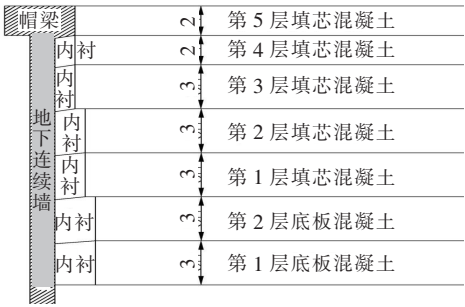 帽梁
2
第5层填芯混凝土
内衬
2
第4层填芯混凝土
内衬
3
第3层填芯混凝土
地下连续墙
内衬
3
第2层填芯混凝土
内衬
3
第1层填芯混凝土
内衬
3
第2层底板混凝土
内衬
3
第1层底板混凝土